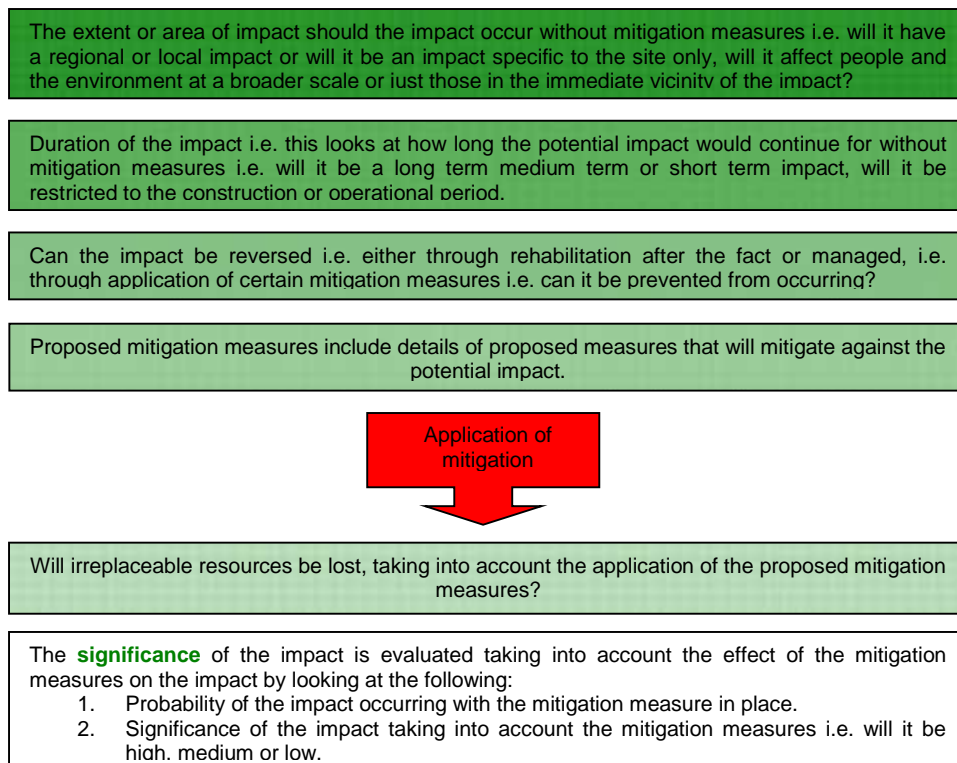 The extent or area of impact should the impact occur without mitigation measures i.e. will it have
a regional or local impact or will it be an impact specific to the site only, will it affect people and
the environment at a broader scale or just those in the immediate vicinity of the impact?
Duration of the impact i.e. this looks at how long the potential impact would continue for without
mitigation measures i.e. will it be a long term medium term or short term impact, will it be
restricted to the construction or operational period.
Can the impact be reversed i.e. either through rehabilitation after the fact or managed, i.e.
through application of certain mitigation measures i.e. can it be prevented from occurring?
Proposed mitigation measures include details of proposed measures that will mitigate against the
potential impact.
Application of
mitigation
Will irreplaceable resources be lost, taking into account the application of the proposed mitigation
measures?
The significance of the impact is evaluated taking into account the effect of the mitigation
measures on the impact by looking at the following:
1. Probability of the impact occurring with the mitigation measure in place.
2. Significance of the impact taking into account the mitigation measures i.e. will it be
high, medium or low.